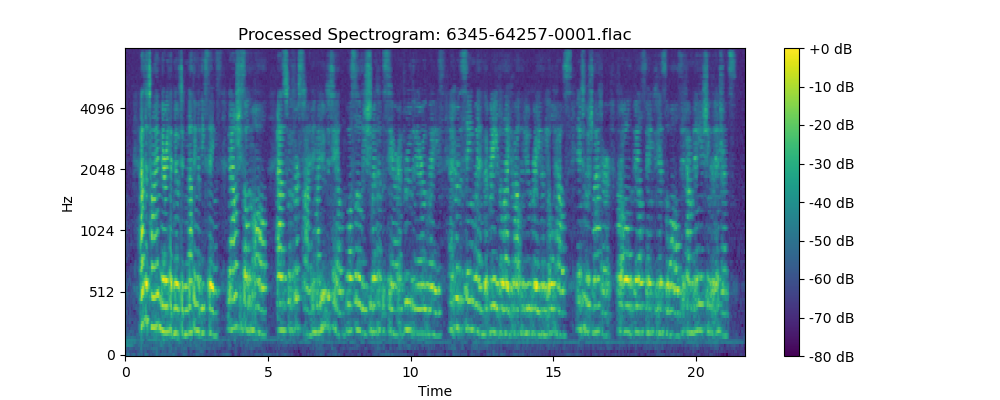 Processed Spectrogram: 6345-64257-0001.flac
Hz
4096
2048
1024
512
0
0
5
10
15
20
Time
+0 dB
-10 dB
-20 dB
-30 dB
-40 dB
-50 dB
-60 dB
-70 dB
-80 dB